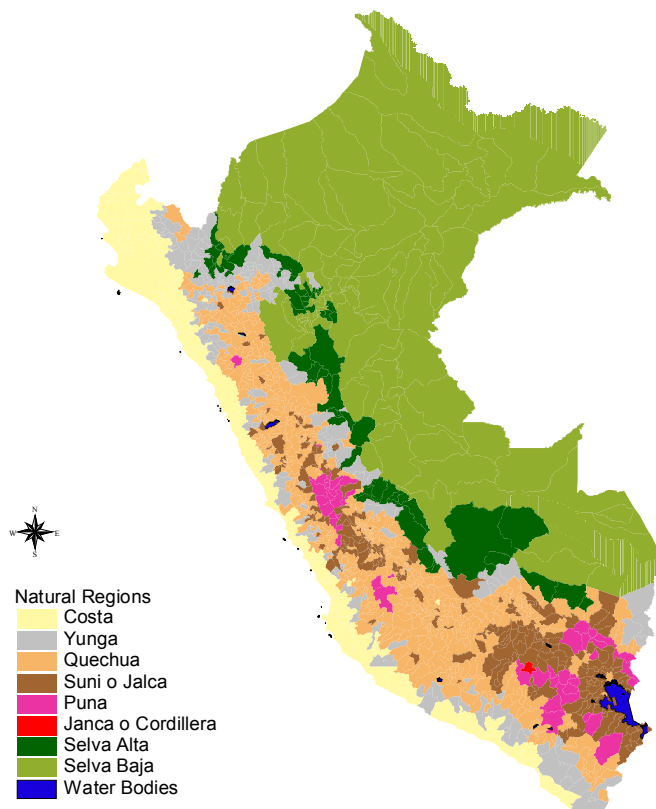 N
W E
S
Natural Regions
Costa
Yunga
Quechua
Suni o Jalca
Puna
Janca o Cordillera
Selva Alta
Selva Baja
Water Bodies